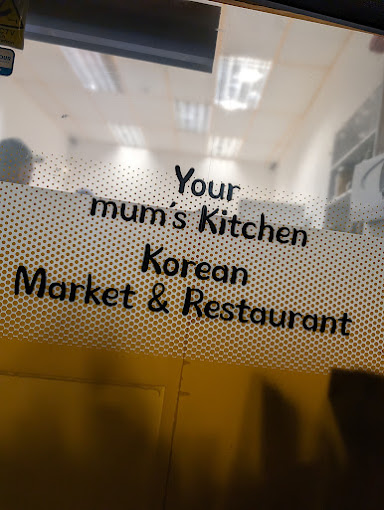 Your
mum's Kitchen
Korean
Market & Restaurant